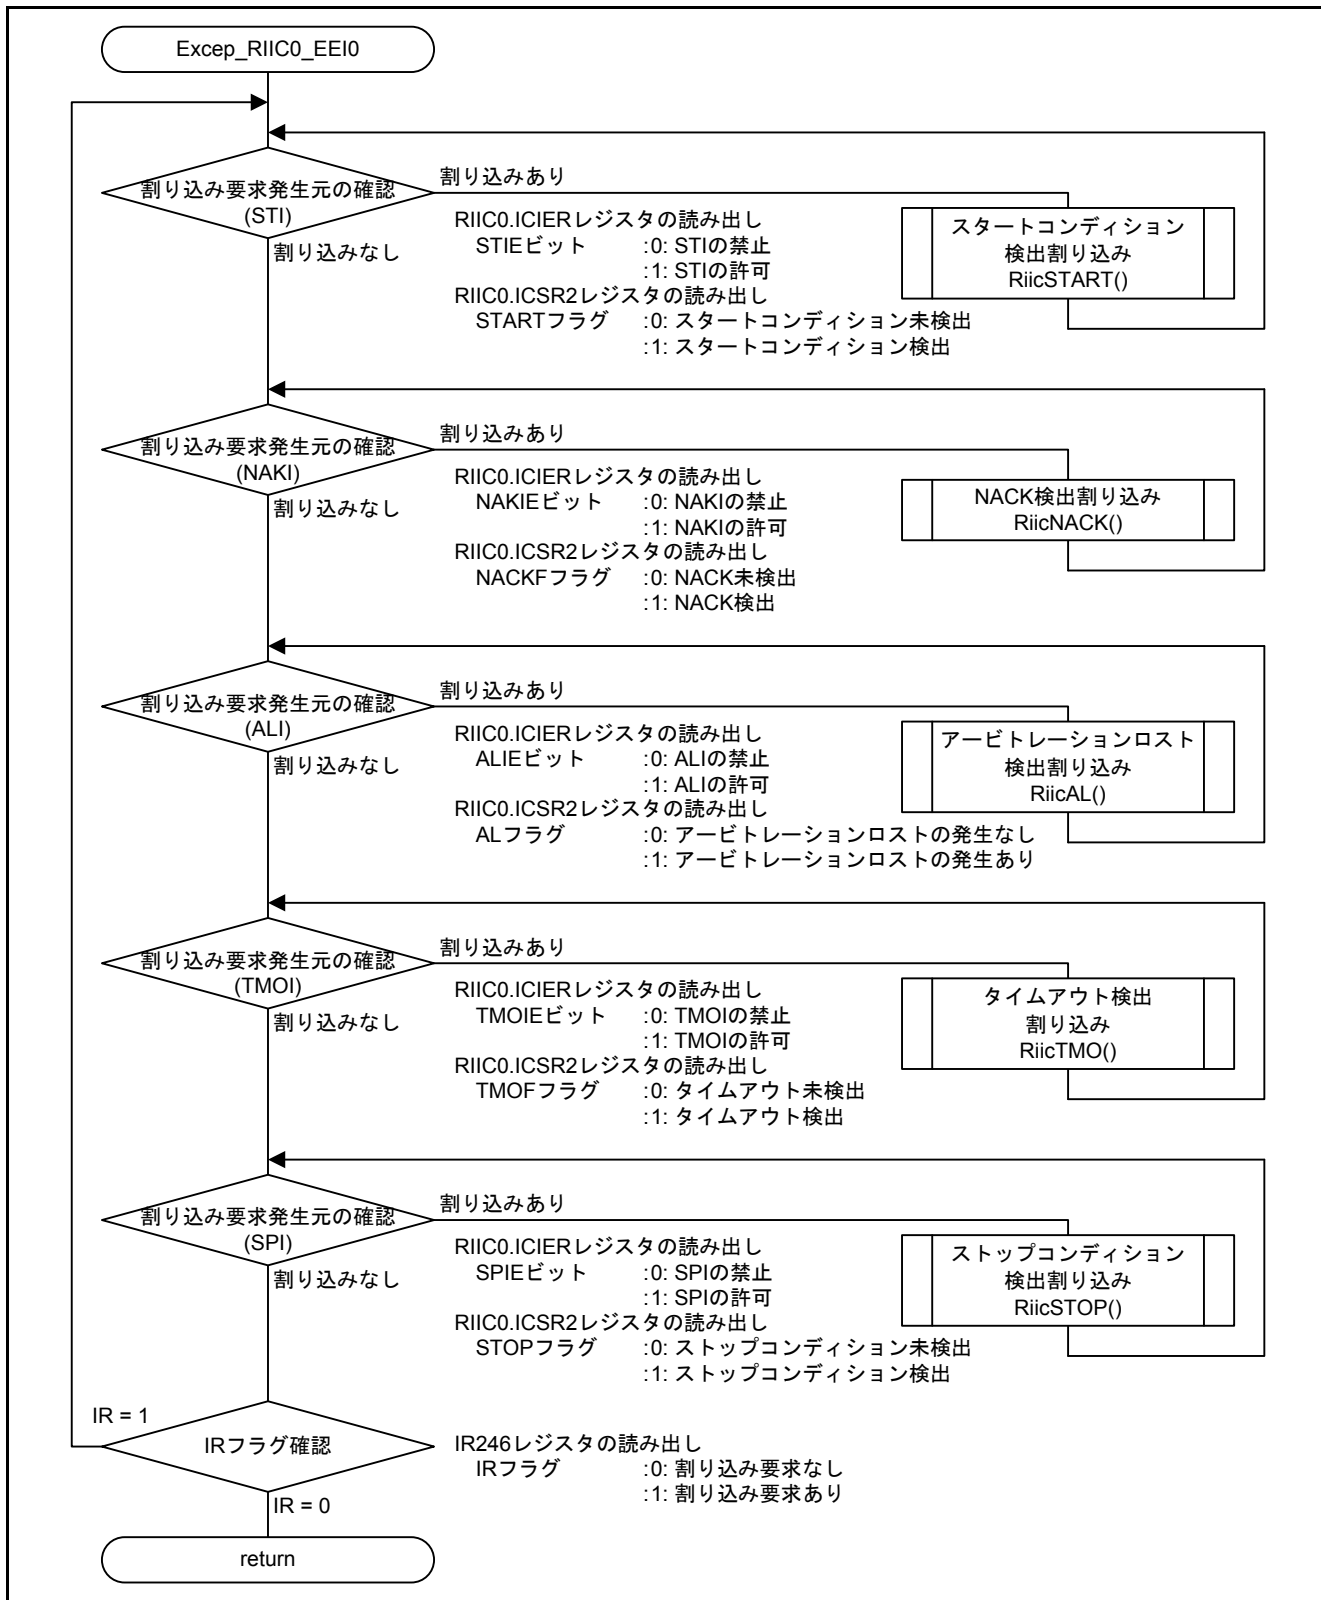 Excep_RIIC0_EEI0
割り込み要求発生元の確認
(STI)
割り込みあり
割り込みなし
RIIC0.ICIERレジスタの読み出し
STIEビット :0: STIの禁止
:1: STIの許可
RIIC0.ICSR2レジスタの読み出し
STARTフラグ :0: スタートコンディション未検出
:1: スタートコンディション検出
スタートコンディション
検出割り込み
RiicSTART()
割り込み要求発生元の確認
(NAKI)
割り込みあり
割り込みなし
RIIC0.ICIERレジスタの読み出し
NAKIEビット :0: NAKIの禁止
:1: NAKIの許可
RIIC0.ICSR2レジスタの読み出し
NACKFフラグ :0: NACK未検出
:1: NACK検出
NACK検出割り込み
RiicNACK()
割り込み要求発生元の確認
(ALI)
割り込みあり
割り込みなし
RIIC0.ICIERレジスタの読み出し
ALIEビット :0: ALIの禁止
:1: ALIの許可
RIIC0.ICSR2レジスタの読み出し
ALフラグ :0: アービトレーションロストの発生なし
:1: アービトレーションロストの発生あり
アービトレーションロスト
検出割り込み
RiicAL()
割り込み要求発生元の確認
(TMOI)
割り込みあり
割り込みなし
RIIC0.ICIERレジスタの読み出し
TMOIEビット :0: TMOIの禁止
:1: TMOIの許可
RIIC0.ICSR2レジスタの読み出し
TMOFフラグ :0: タイムアウト未検出
:1: タイムアウト検出
タイムアウト検出
割り込み
RiicTMO()
割り込み要求発生元の確認
(SPI)
割り込みあり
割り込みなし
RIIC0.ICIERレジスタの読み出し
SPIEビット :0: SPIの禁止
:1: SPIの許可
RIIC0.ICSR2レジスタの読み出し
STOPフラグ :0: ストップコンディション未検出
:1: ストップコンディション検出
ストップコンディション
検出割り込み
RiicSTOP()
IR = 1
IRフラグ確認
IR246レジスタの読み出し
IRフラグ :0: 割り込み要求なし
:1: 割り込み要求あり
IR = 0
return